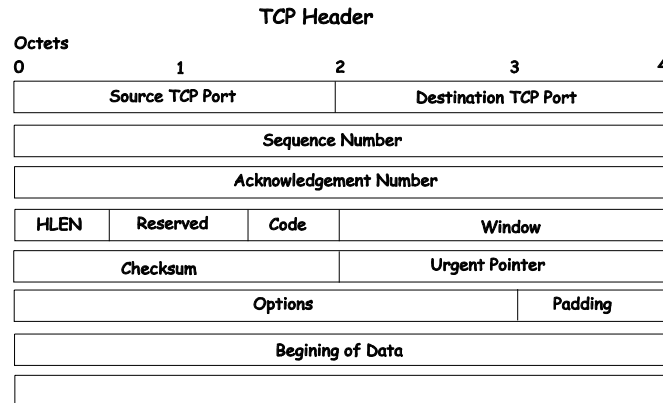 TCP Header
Octets
0 1 2 3 4
Source TCP Port Destination TCP Port
Sequence Number
Acknowledgement Number
HLEN Reserved Code Window
Checksum Urgent Pointer
Options Padding
Begining of Data